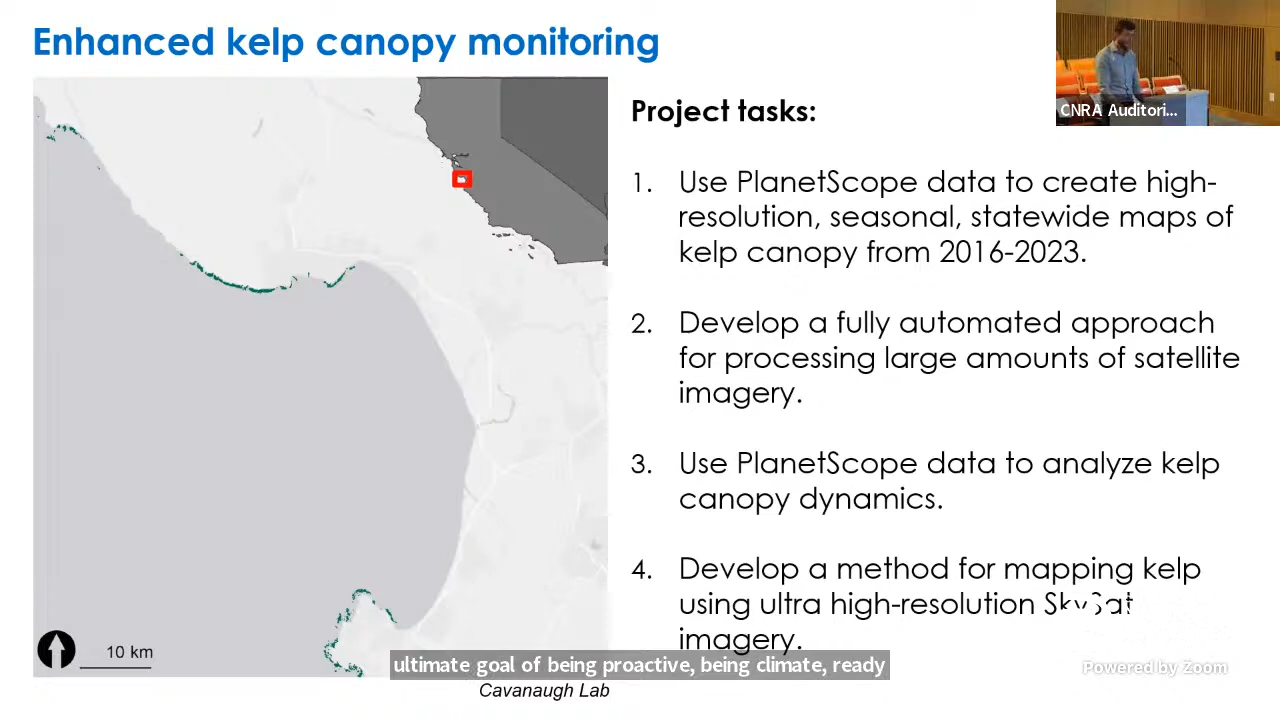 Enhanced kelp canopy monitoring
CNRA Auditori...
Project tasks:
1. Use PlanetScope data to create high-
resolution, seasonal, statewide maps of
kelp canopy from 2016-2023.
2. Develop a fully automated approach
for processing large amounts of satellite
imagery.
3. Use PlanetScope data to analyze kelp
canopy dynamics.
4. Develop a method for mapping kelp
using ultra high-resolution SkySat
imagery.
10 km
ultimate goal of being proactive, being climate, ready
Powered by Zoom
Cavanaugh Lab